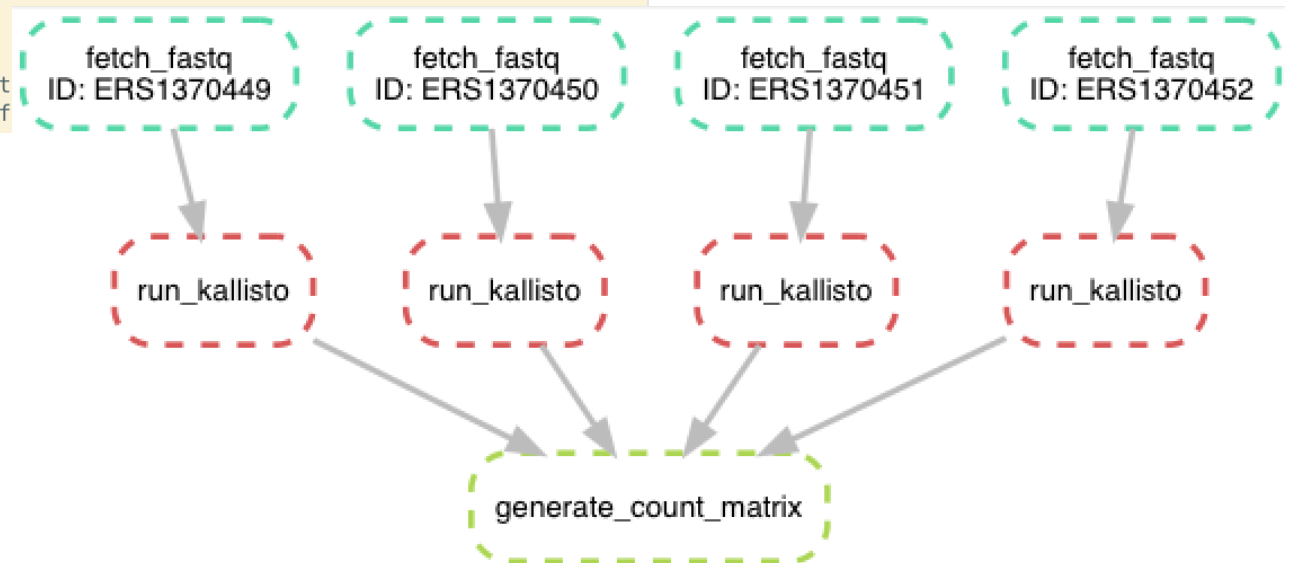 fetch_fastq
ID: ERS1370449
fetch_fastq
ID: ERS1370450
fetch_fastq
ID: ERS1370451
fetch_fastq
ID: ERS1370452
t
f
run_kallisto
run_kallisto
run_kallisto
run_kallisto
generate_count_matrix